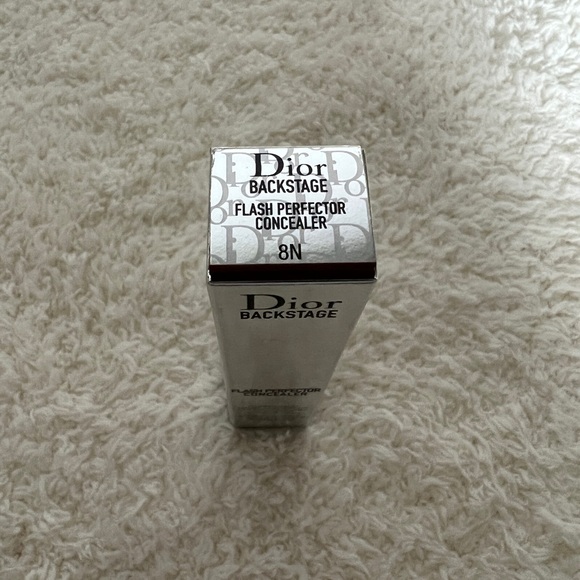 Dior
BACKSTAGE
FLASH PERFECTOR
CONCEALER
8N
Dior
BACKSTAGE
FLASH PERFECTOR
CONCEALER